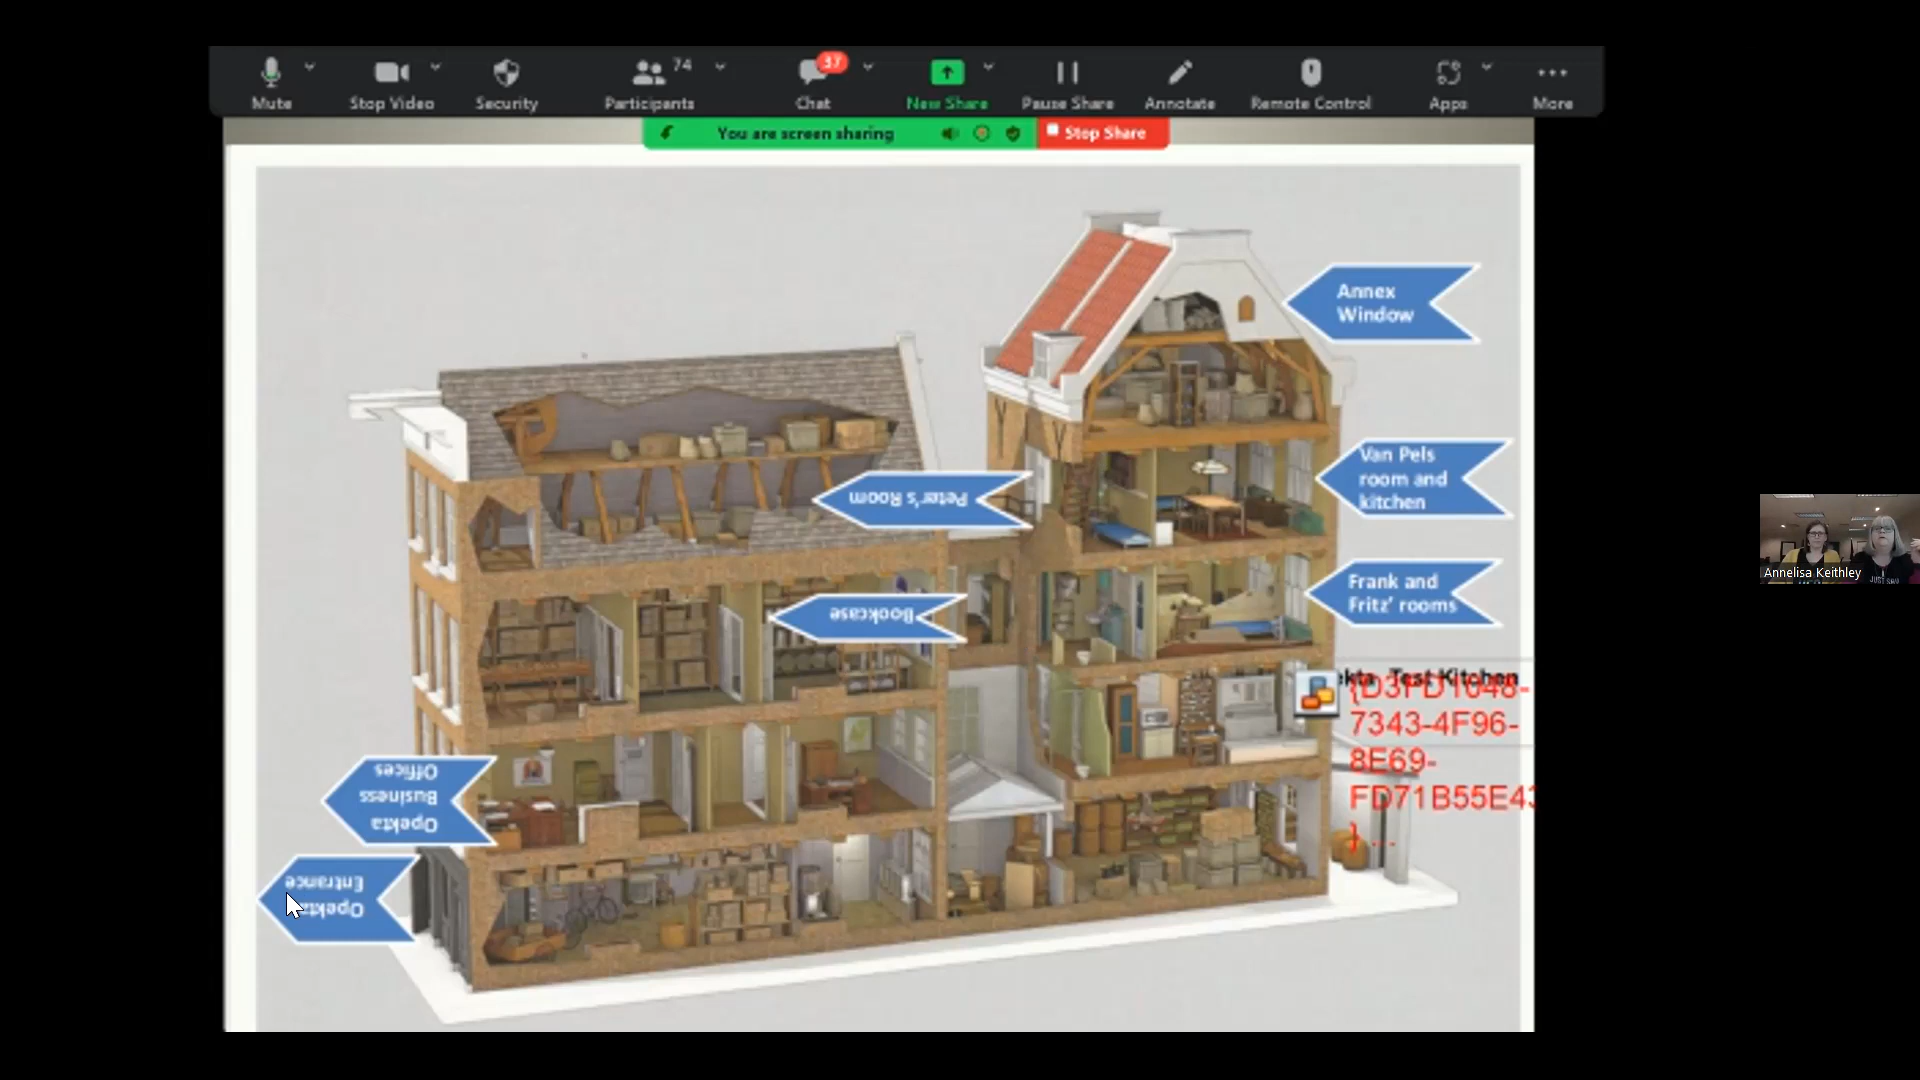 74
37
Mute
Stop Video
Security
Participants
Chat
New Share
Pause Share
Annotate
Remote Control
Apps
More
You are screen sharing
Stop Share
Annex
Window
Van Pels
room and
kitchen
Peter's Room
Frank and
Fritz' rooms
Bookcase
Test Kitchen
{D3FD1048-
7343-4F96-
8E69-
FD71B55E43
} ...
Opekta
Business
Offices
Opekta
Entrance
Annelisa Keithley